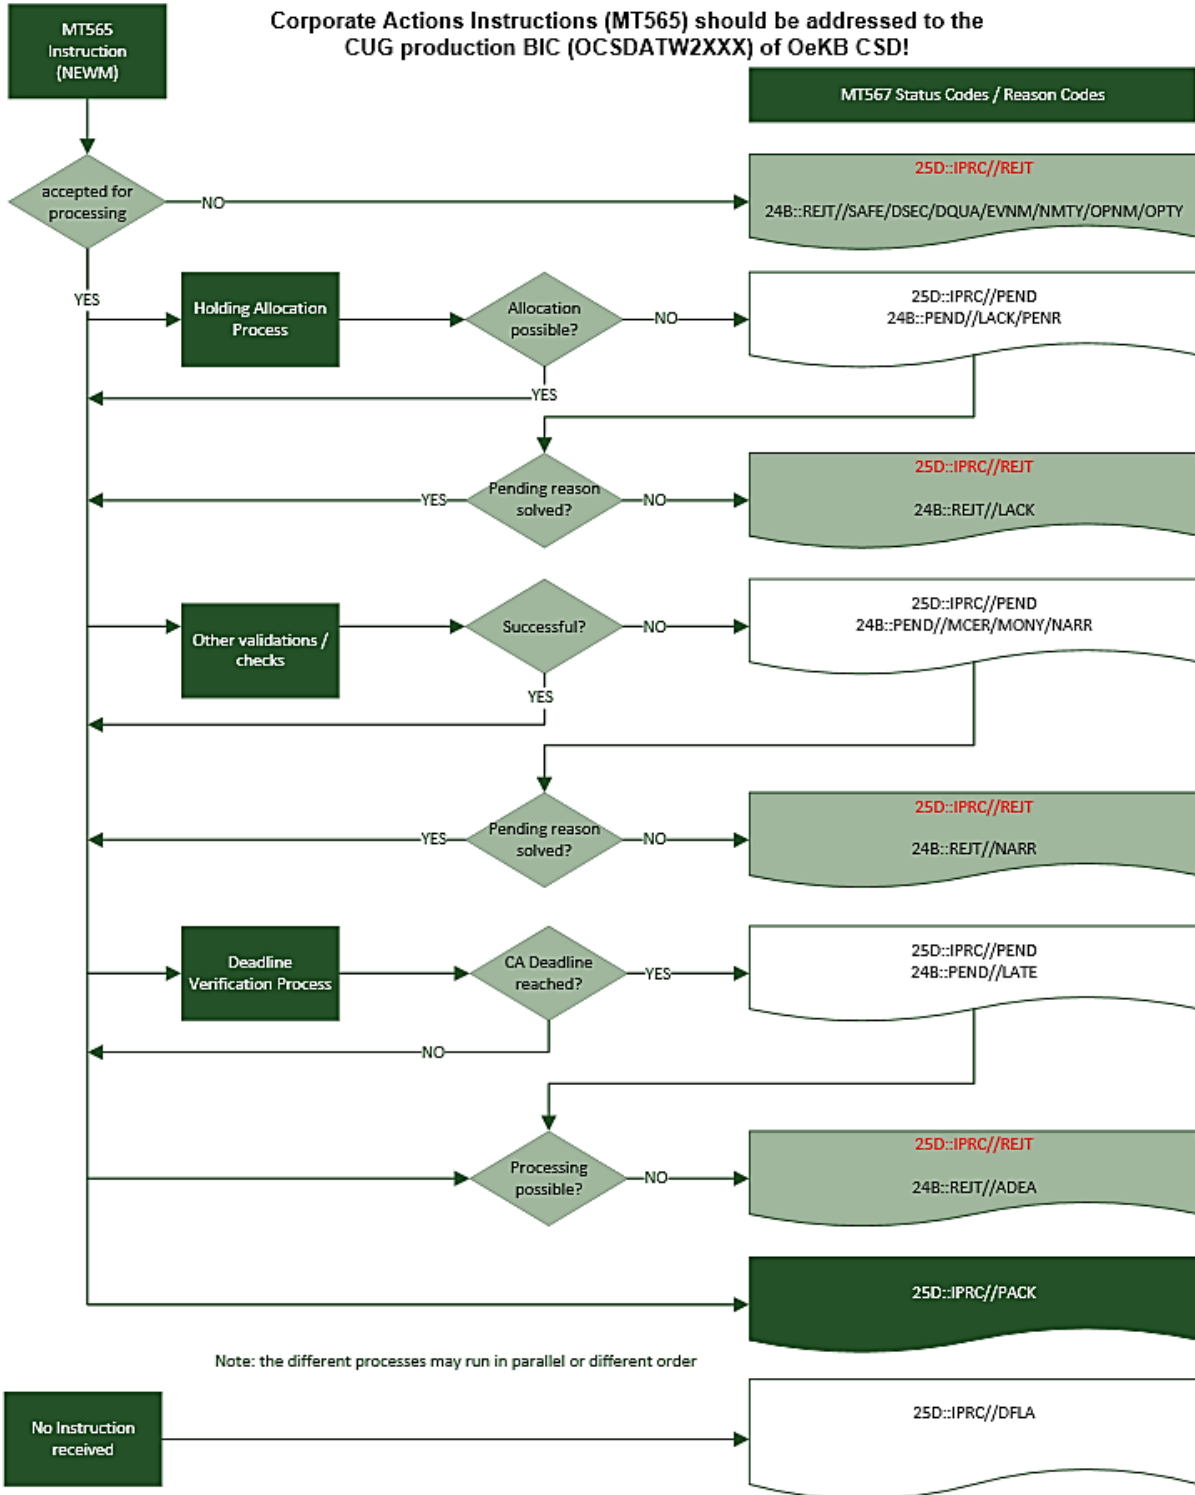 Corporate Actions Instructions (MT565) should be addressed to the
CUG production BIC (OCSDATW2XXX) of OeKB CSD!
MT565
Instruction
(NEWM)
MT567 Status Codes / Reason Codes
accepted for
processing
NO
25D::IPRC//REJT
24B::REJT//SAFE/DSEC/DQUA/EVNM/NMTY/OPNM/OPTY
YES
Holding Allocation
Process
Allocation
possible?
NO
25D::IPRC//PEND
24B::PEND//LACK/PENR
YES
Pending reason
solved?
YES
NO
25D::IPRC//REJT
24B::REJT//LACK
Other validations /
checks
Successful?
NO
25D::IPRC//PEND
24B::PEND//MCER/MONY/NARR
YES
Pending reason
solved?
YES
NO
25D::IPRC//REJT
24B::REJT//NARR
Deadline
Verification Process
CA Deadline
reached?
YES
25D::IPRC//PEND
24B::PEND//LATE
NO
Processing
possible?
NO
25D::IPRC//REJT
24B::REJT//ADEA
25D::IPRC//PACK
Note: the different processes may run in parallel or different order
No Instruction
received
25D::IPRC//DFLA